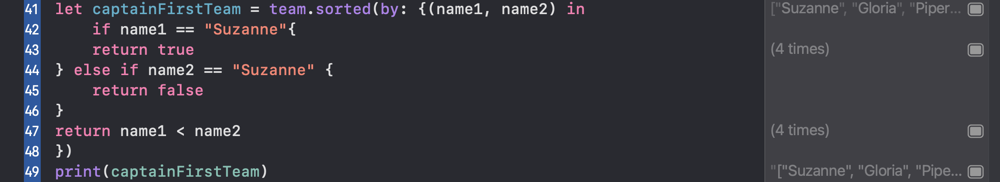 41 let captainFirstTeam = team.sorted(by: {(name1, name2) in ["Suzanne", "Gloria", "Piper...
42 if name1 == "Suzanne"{
43 return true (4 times)
44 } else if name2 == "Suzanne" {
45 return false
46 }
47 return name1 < name2 (4 times)
48 })
49 print(captainFirstTeam) "["Suzanne", "Gloria", "Pipe...